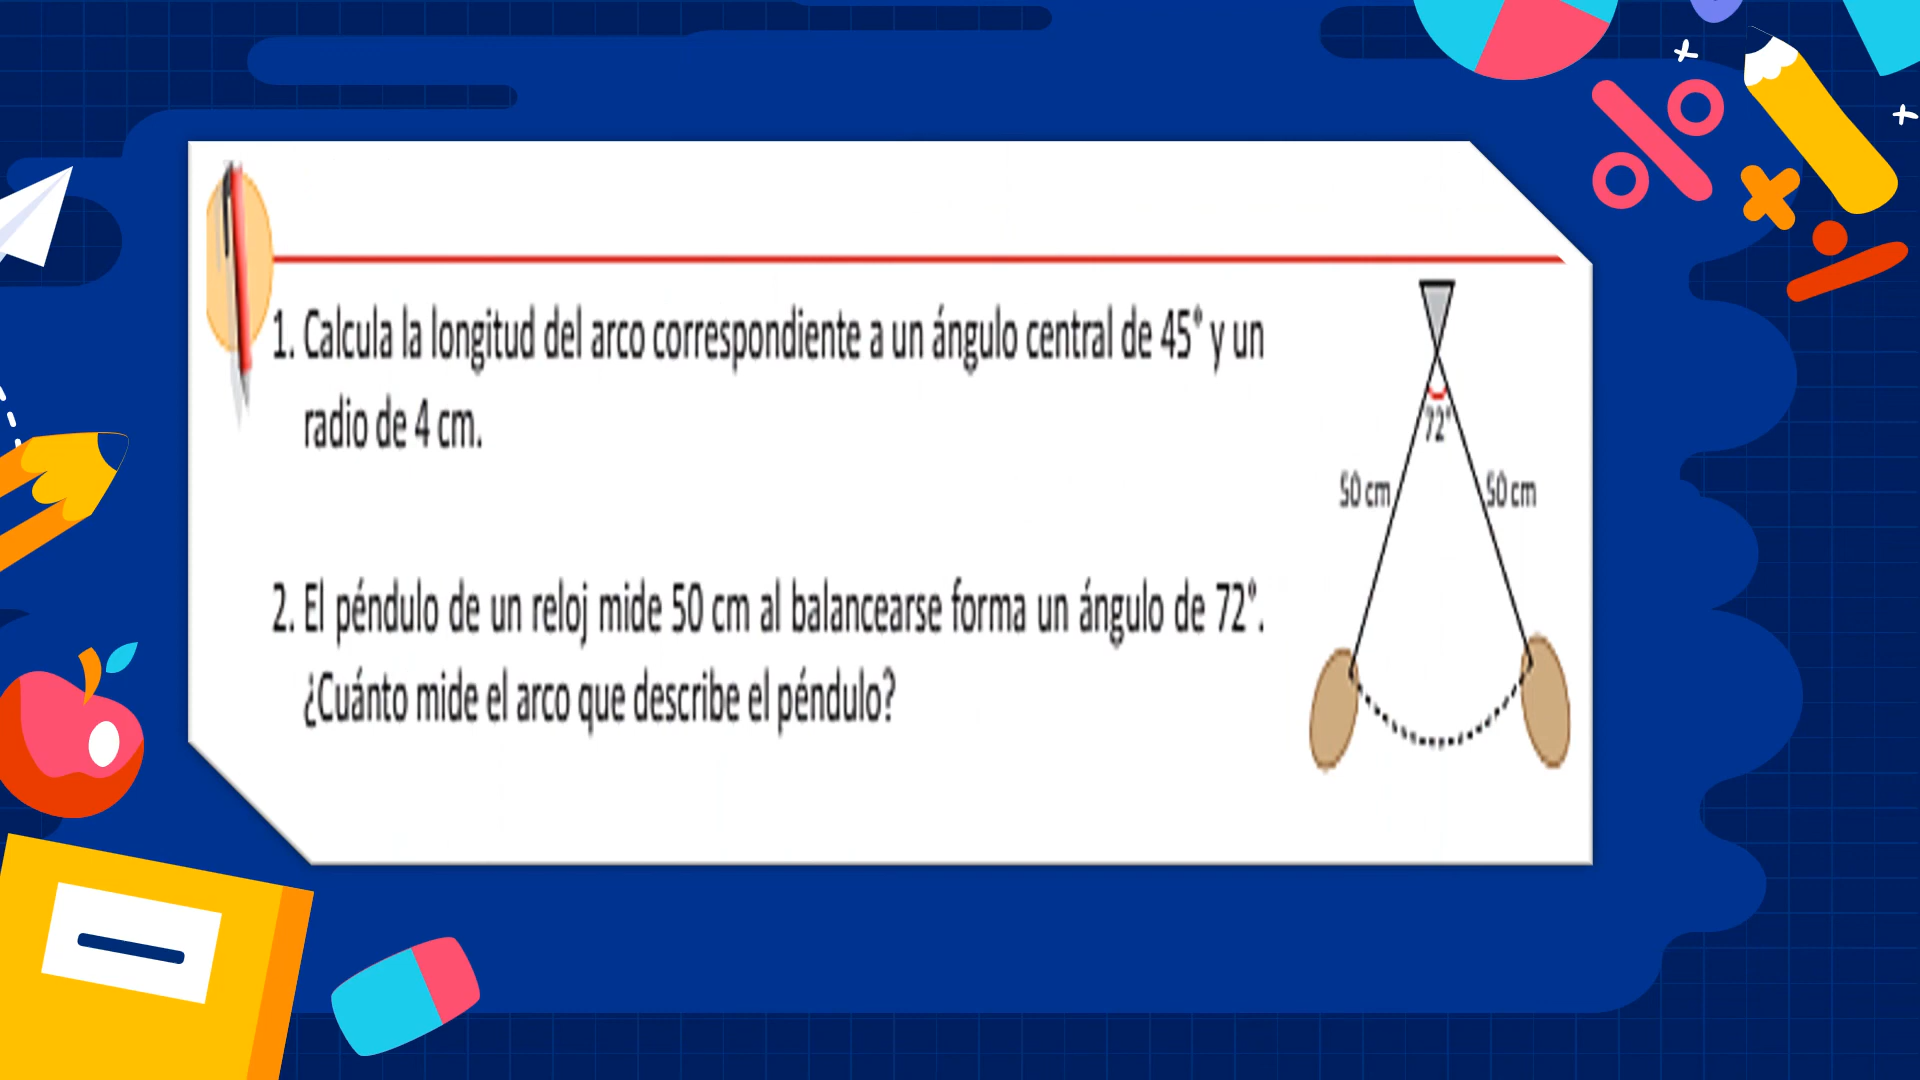 1. Calcula la longitud del arco correspondiente a un ángulo central de 45° y un
radio de 4 cm.
72°
50 cm
50 cm
2. El péndulo de un reloj mide 50 cm al balancearse forma un ángulo de 72°.
¿Cuánto mide el arco que describe el péndulo?